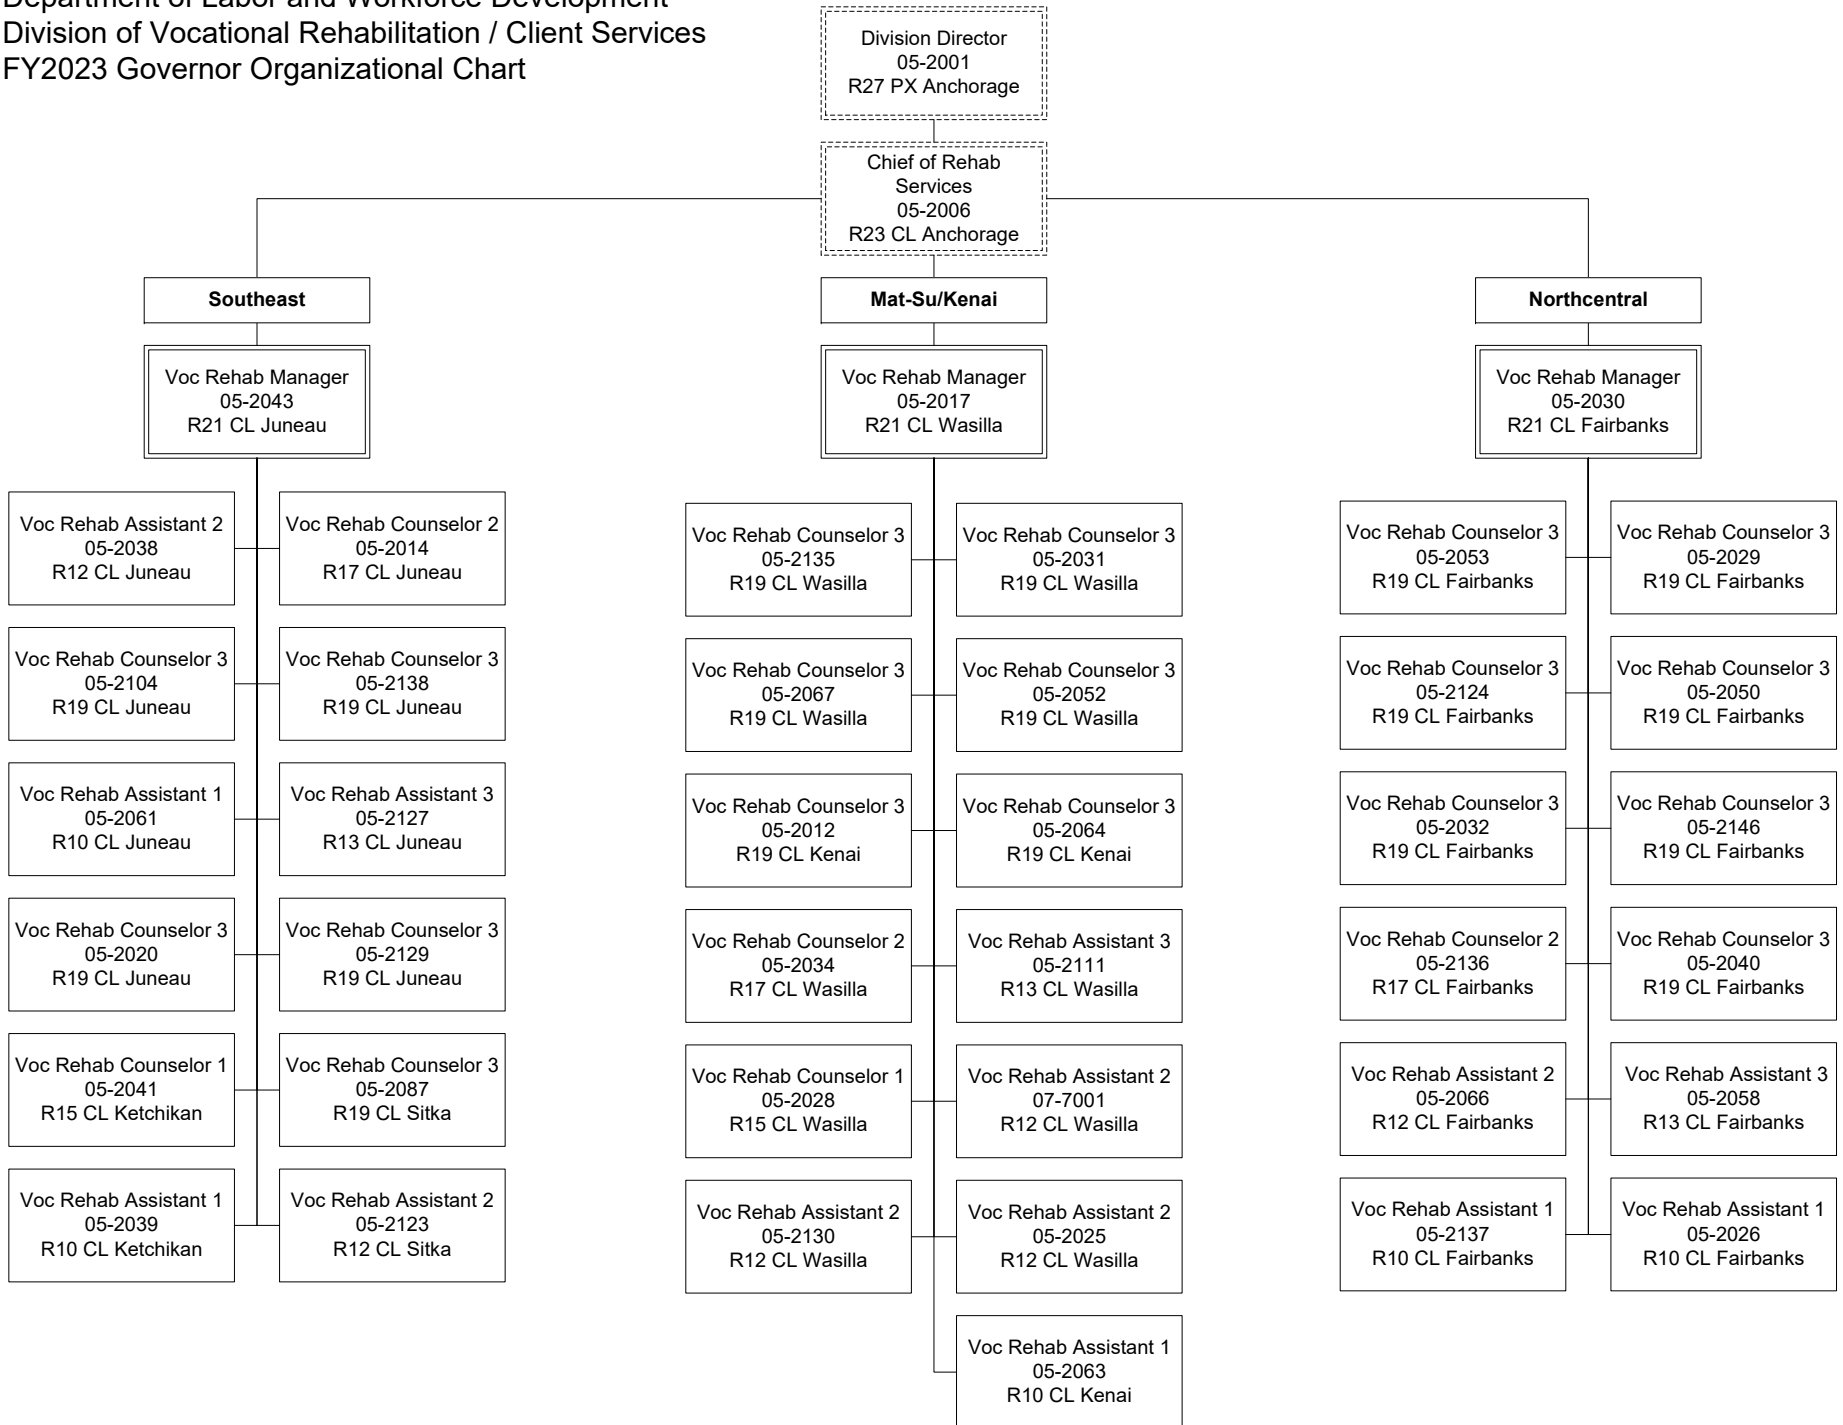 Department of Labor and Workforce Development
Division of Vocational Rehabilitation / Client Services
FY2023 Governor Organizational Chart
Division Director
05-2001
R27 PX Anchorage
Chief of Rehab
Services
05-2006
R23 CL Anchorage
Southeast
Voc Rehab Manager
05-2043
R21 CL Juneau
Voc Rehab Assistant 2
05-2038
R12 CL Juneau
Voc Rehab Counselor 2
05-2014
R17 CL Juneau
Voc Rehab Counselor 3
05-2104
R19 CL Juneau
Voc Rehab Counselor 3
05-2138
R19 CL Juneau
Voc Rehab Assistant 1
05-2061
R10 CL Juneau
Voc Rehab Assistant 3
05-2127
R13 CL Juneau
Voc Rehab Counselor 3
05-2020
R19 CL Juneau
Voc Rehab Counselor 3
05-2129
R19 CL Juneau
Voc Rehab Counselor 1
05-2041
R15 CL Ketchikan
Voc Rehab Counselor 3
05-2087
R19 CL Sitka
Voc Rehab Assistant 1
05-2039
R10 CL Ketchikan
Voc Rehab Assistant 2
05-2123
R12 CL Sitka
Mat-Su/Kenai
Voc Rehab Manager
05-2017
R21 CL Wasilla
Voc Rehab Counselor 3
05-2135
R19 CL Wasilla
Voc Rehab Counselor 3
05-2031
R19 CL Wasilla
Voc Rehab Counselor 3
05-2067
R19 CL Wasilla
Voc Rehab Counselor 3
05-2052
R19 CL Wasilla
Voc Rehab Counselor 3
05-2012
R19 CL Kenai
Voc Rehab Counselor 3
05-2064
R19 CL Kenai
Voc Rehab Counselor 2
05-2034
R17 CL Wasilla
Voc Rehab Assistant 3
05-2111
R13 CL Wasilla
Voc Rehab Counselor 1
05-2028
R15 CL Wasilla
Voc Rehab Assistant 2
07-7001
R12 CL Wasilla
Voc Rehab Assistant 2
05-2130
R12 CL Wasilla
Voc Rehab Assistant 2
05-2025
R12 CL Wasilla
Voc Rehab Assistant 1
05-2063
R10 CL Kenai
Northcentral
Voc Rehab Manager
05-2030
R21 CL Fairbanks
Voc Rehab Counselor 3
05-2053
R19 CL Fairbanks
Voc Rehab Counselor 3
05-2029
R19 CL Fairbanks
Voc Rehab Counselor 3
05-2124
R19 CL Fairbanks
Voc Rehab Counselor 3
05-2050
R19 CL Fairbanks
Voc Rehab Counselor 3
05-2032
R19 CL Fairbanks
Voc Rehab Counselor 3
05-2146
R19 CL Fairbanks
Voc Rehab Counselor 2
05-2136
R17 CL Fairbanks
Voc Rehab Counselor 3
05-2040
R19 CL Fairbanks
Voc Rehab Assistant 2
05-2066
R12 CL Fairbanks
Voc Rehab Assistant 3
05-2058
R13 CL Fairbanks
Voc Rehab Assistant 1
05-2137
R10 CL Fairbanks
Voc Rehab Assistant 1
05-2026
R10 CL Fairbanks